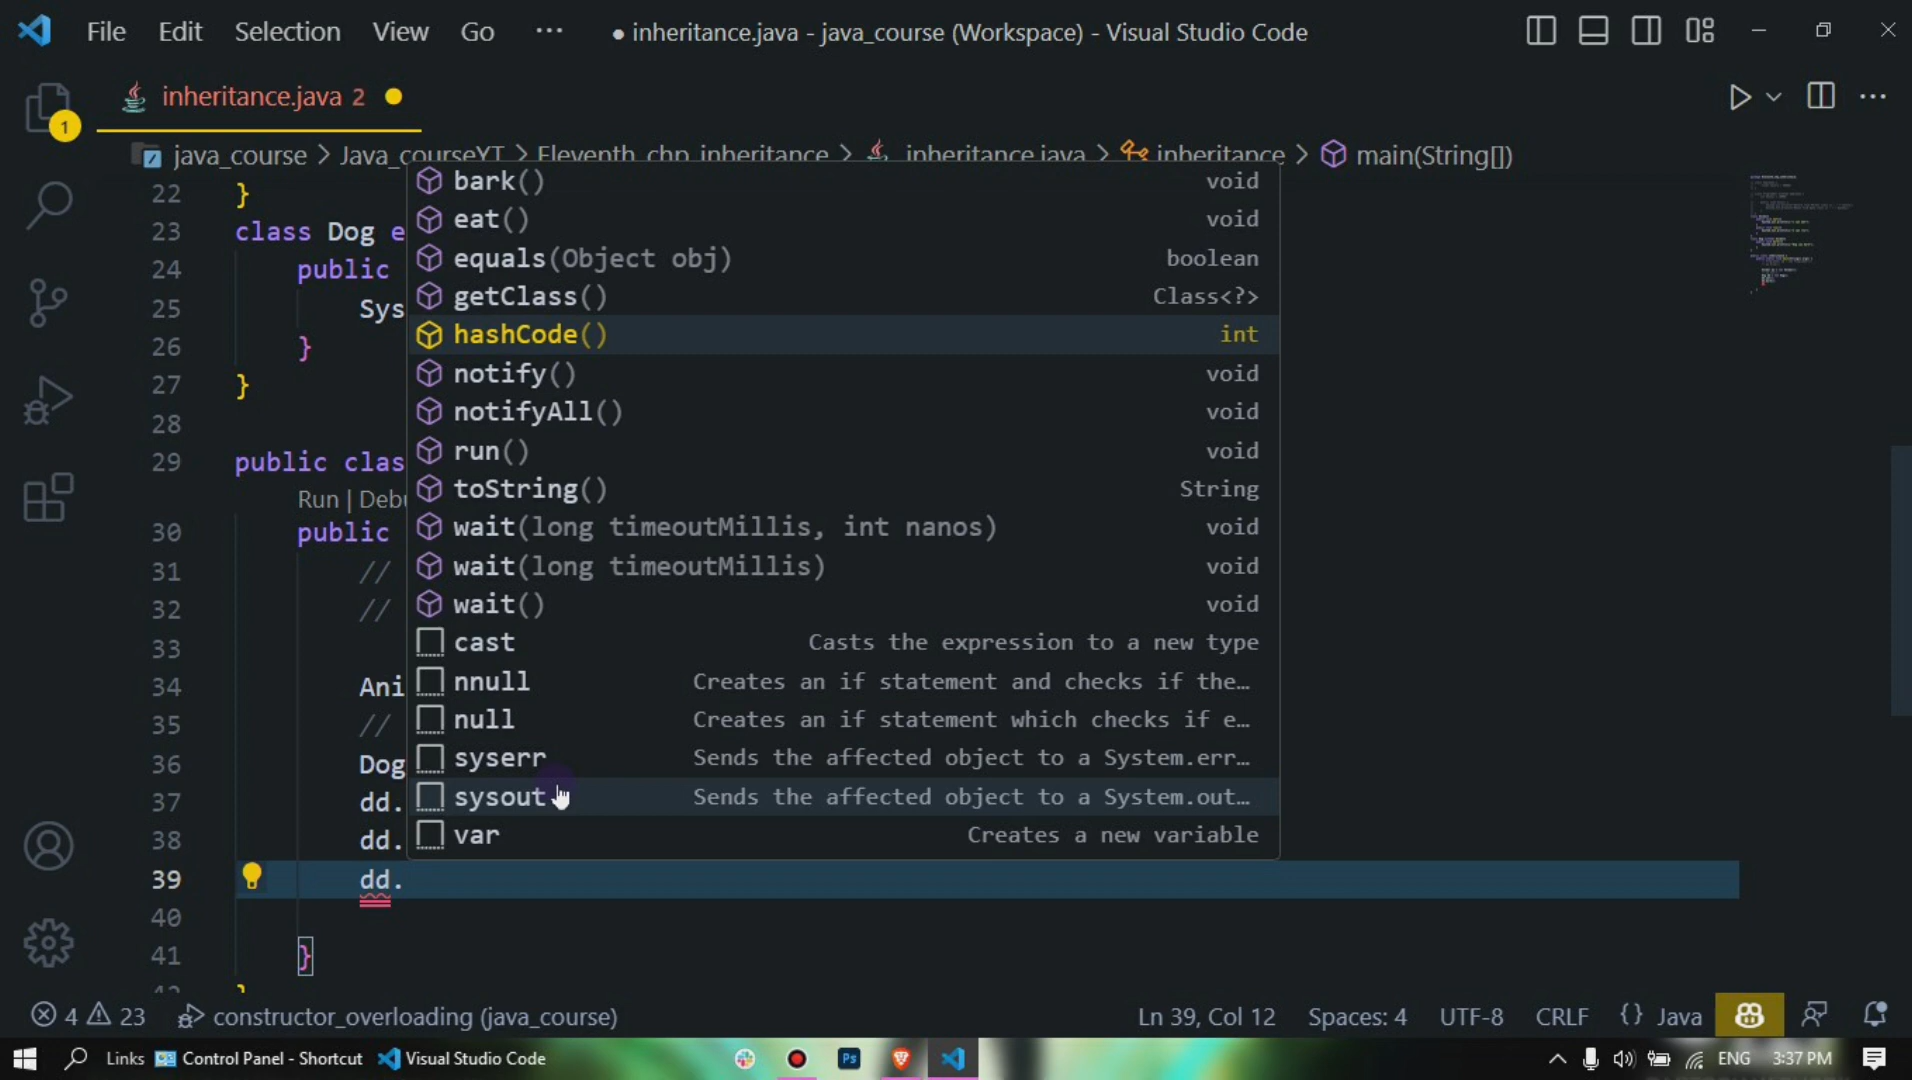 File Edit Selection View Go ··· ● inheritance.java - java_course (Workspace) - Visual Studio Code
inheritance.java 2
1
java_course > Java_courseYT > Eleventh_chp_inheritance > inheritance.java > inheritance > main(String[])
22 }
23 class Dog e
24 public
25 Sys
26 }
27 }
28
29 public clas
Run | Debu
30 public
31 //
32 //
33
34 Ani
35 //
36 Dog
37 dd.
38 dd.
39 dd.
40
41 }
bark() void
eat() void
equals(Object obj) boolean
getClass() Class<?>
hashCode() int
notify() void
notifyAll() void
run() void
toString() String
wait(long timeoutMillis, int nanos) void
wait(long timeoutMillis) void
wait() void
cast Casts the expression to a new type
nnull Creates an if statement and checks if the…
null Creates an if statement which checks if e…
syserr Sends the affected object to a System.err…
sysout Sends the affected object to a System.out…
var Creates a new variable
4 23 constructor_overloading (java_course) Ln 39, Col 12 Spaces: 4 UTF-8 CRLF {} Java
Links Control Panel - Shortcut Visual Studio Code Ps ENG 3:37 PM